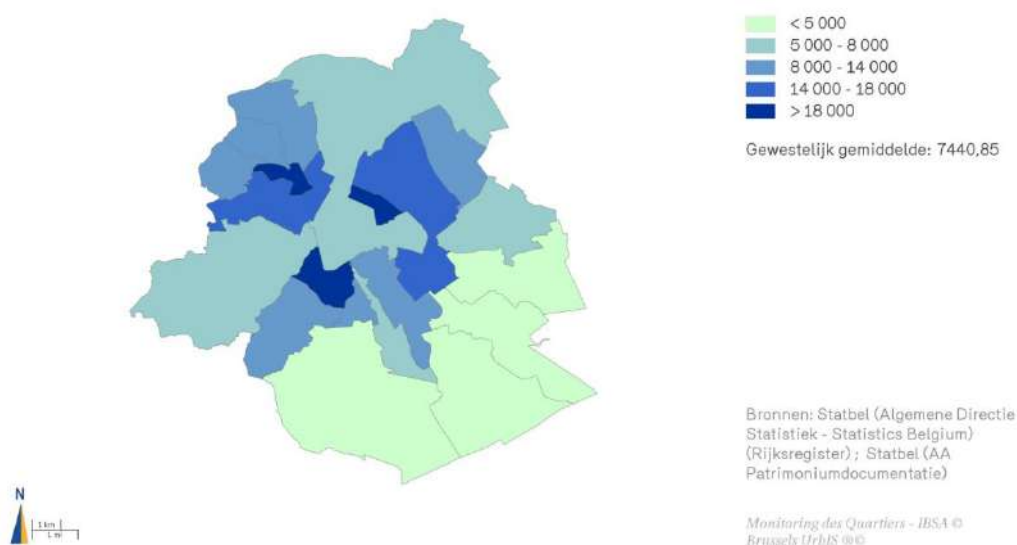 < 5 000
5 000 - 8 000
8 000 - 14 000
14 000 - 18 000
> 18 000
Gewestelijk gemiddelde: 7440,85
Bronnen: Statbel (Algemene Directie
Statistiek - Statistics Belgium)
(Rijksregister) ; Statbel (AA
Patrimoniumdocumentatie)
N
1 km
1 mi
Monitoring des Quartiers - IBSA ©
Brussels UrbIS ®©